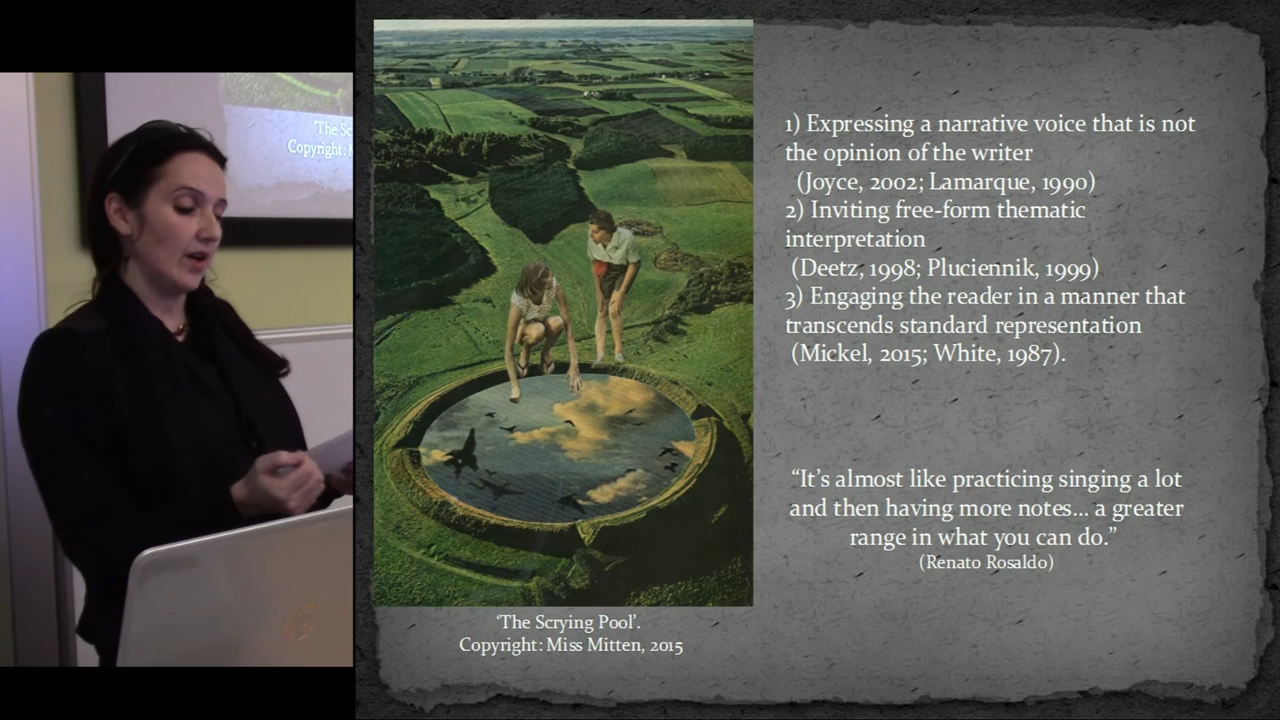 'The Sc
Copyright: M
1) Expressing a narrative voice that is not
the opinion of the writer
(Joyce, 2002; Lamarque, 1990)
2) Inviting free-form thematic
interpretation
(Deetz, 1998; Pluciennik, 1999)
3) Engaging the reader in a manner that
transcends standard representation
(Mickel, 2015; White, 1987).
“It’s almost like practicing singing a lot
and then having more notes... a greater
range in what you can do.”
(Renato Rosaldo)
‘The Scrying Pool’.
Copyright: Miss Mitten, 2015